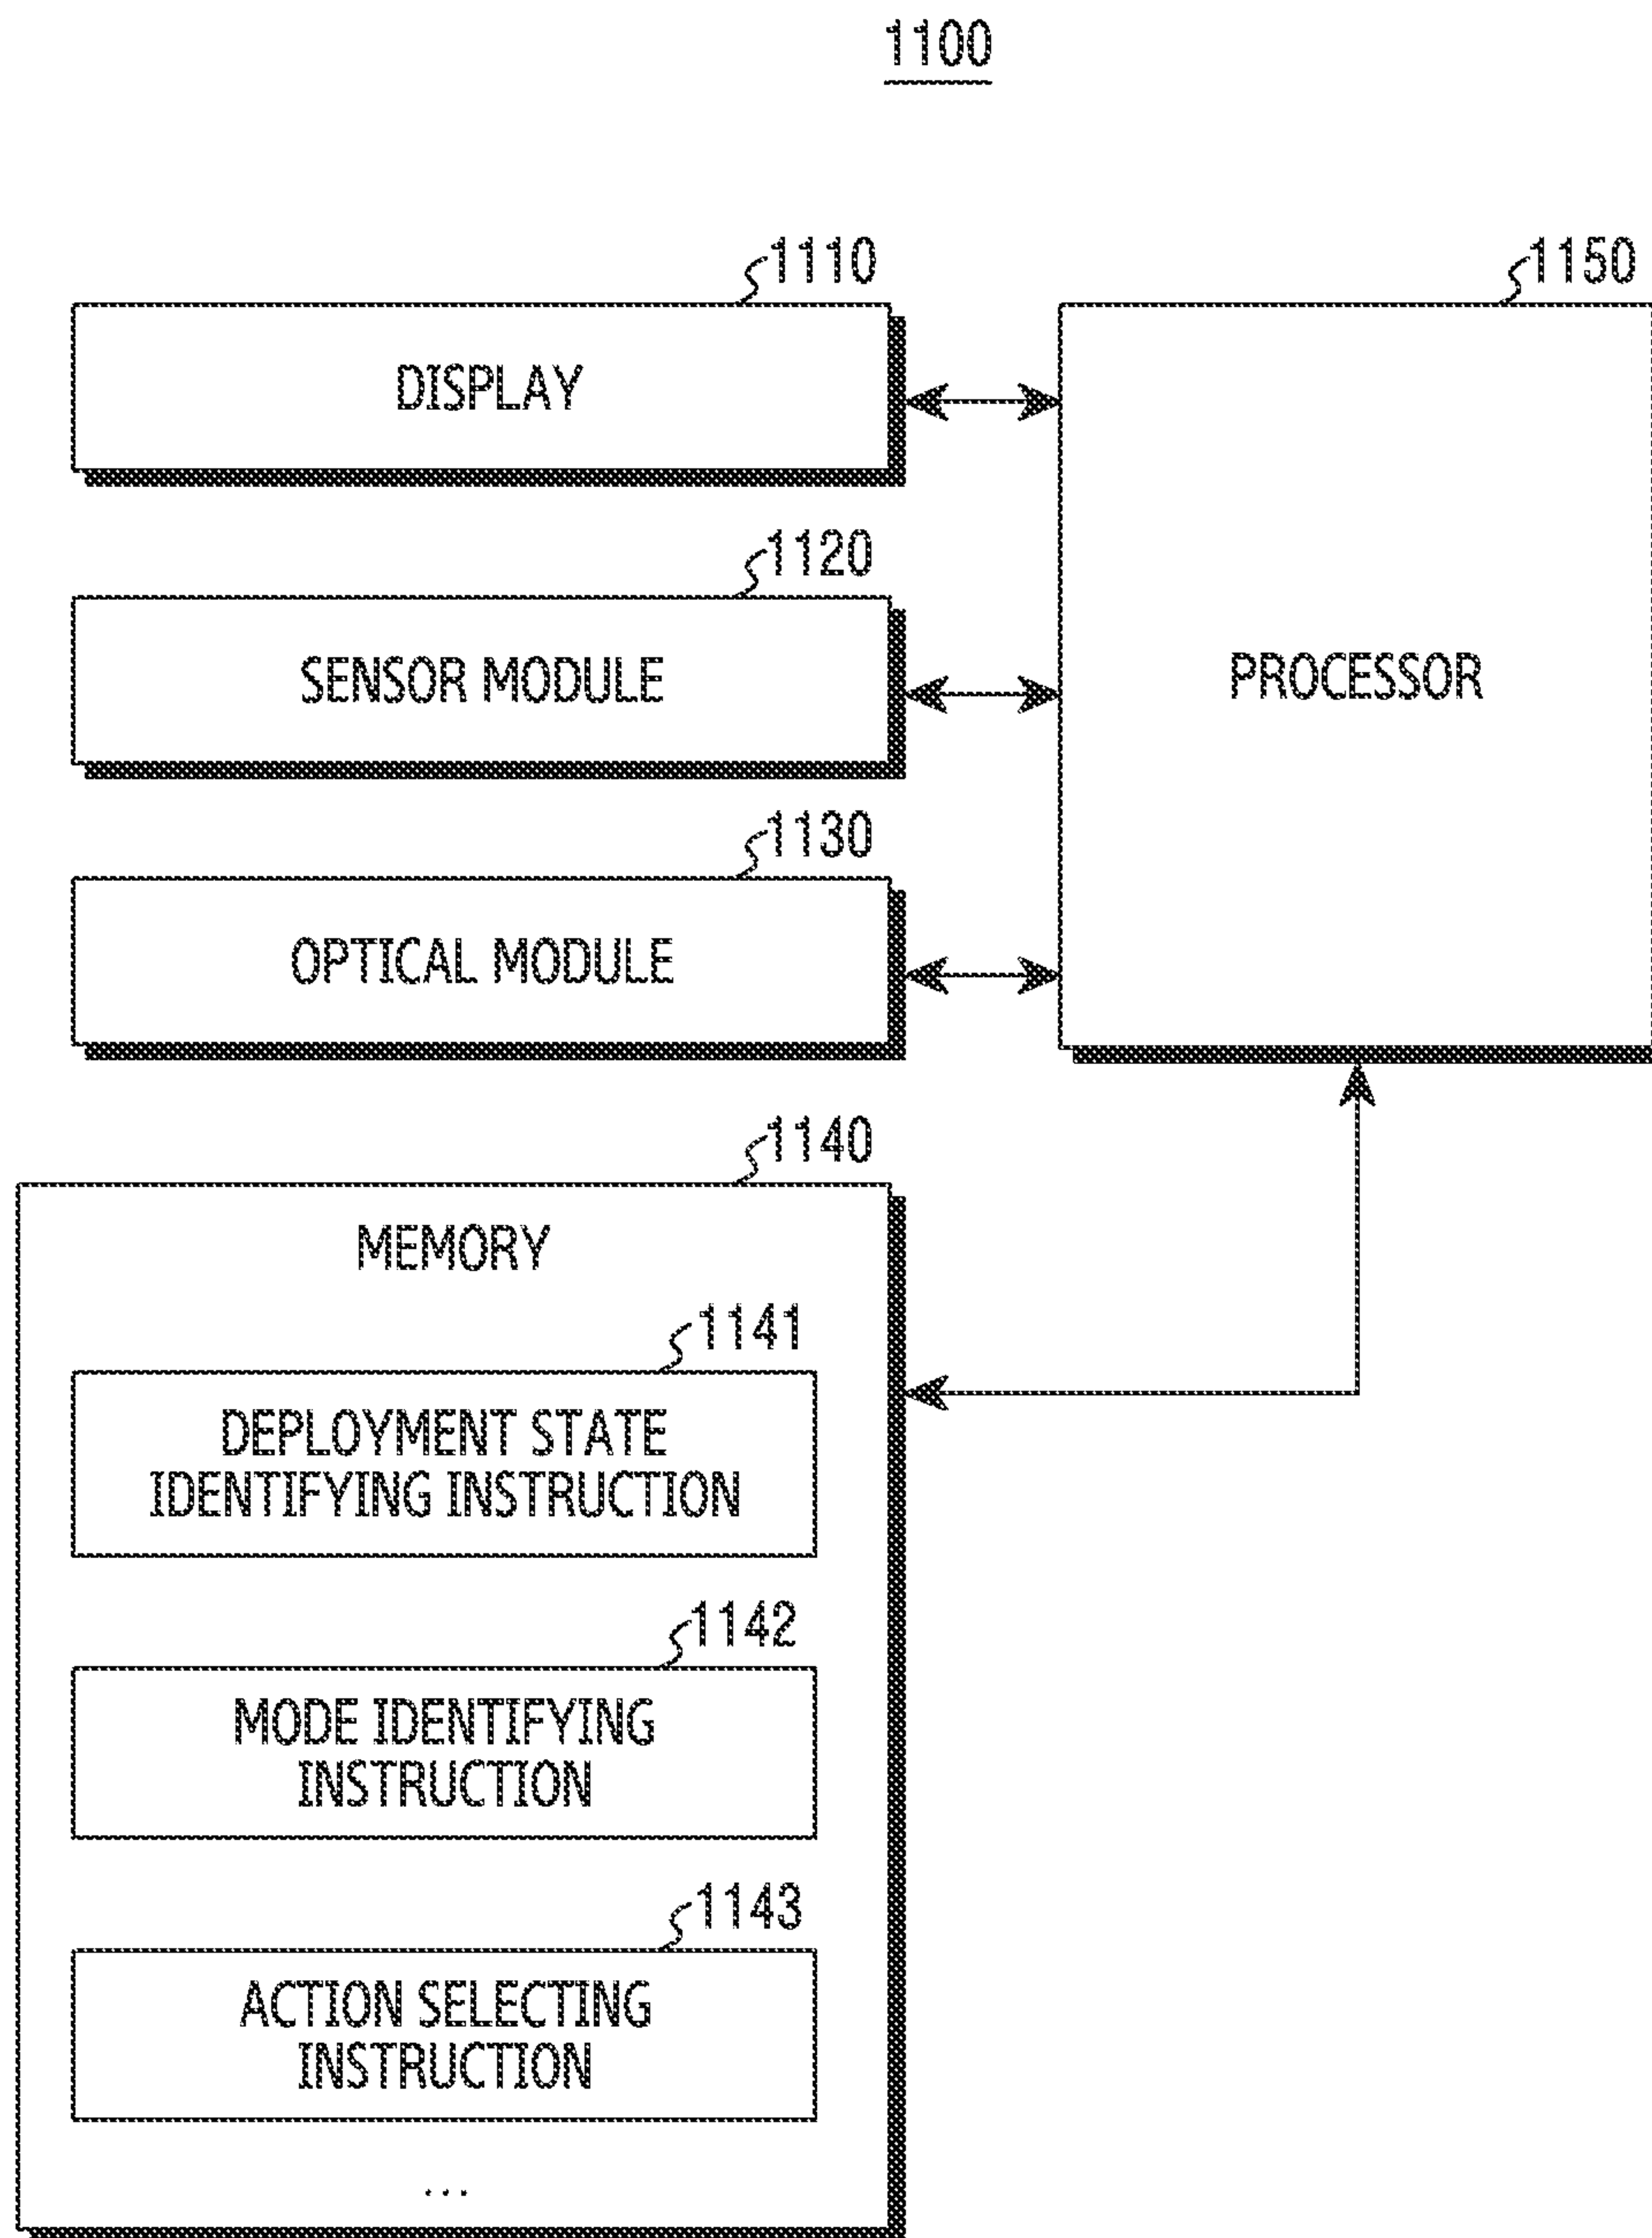 1100
1110
1150
DISPLAY
1120
SENSOR MODULE
PROCESSOR
1130
OPTICAL MODULE
1140
MEMORY
1141
DEPLOYMENT STATE
IDENTIFYING INSTRUCTION
1142
MODE IDENTIFYING
INSTRUCTION
1143
ACTION SELECTING
INSTRUCTION
...